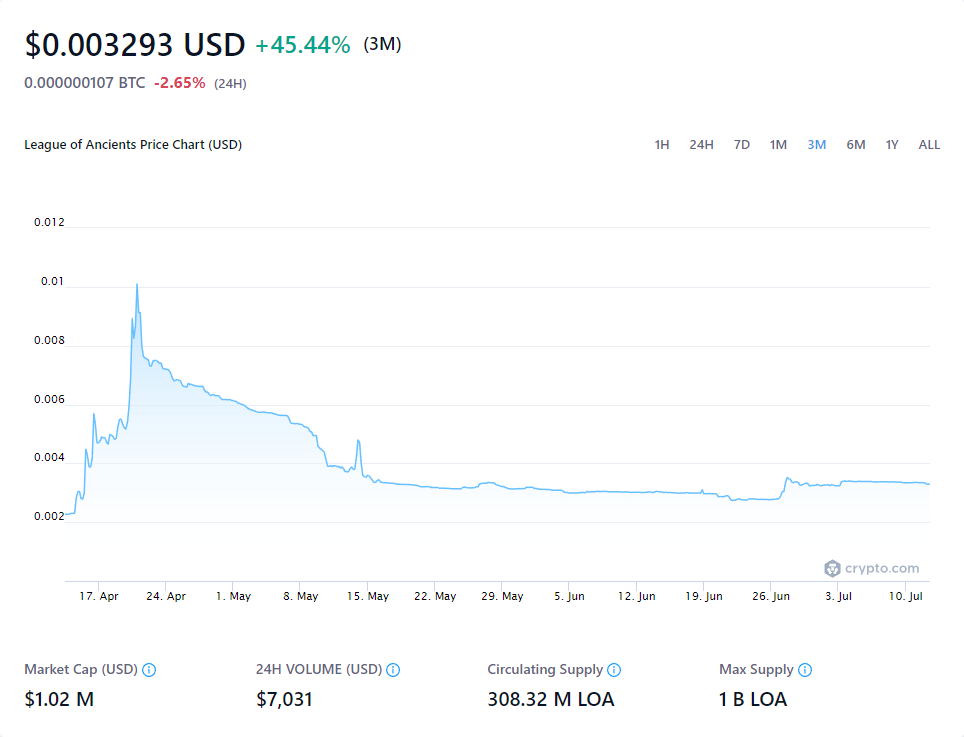 $0.003293 USD +45.44% (3M)
0.000000107 BTC -2.65% (24H)
League of Ancients Price Chart (USD) 1H 24H 7D 1M 3M 6M 1Y ALL
0.012
0.01
0.008
0.006
0.004
0.002
crypto.com
17. Apr 24. Apr 1. May 8. May 15. May 22. May 29. May 5. Jun 12. Jun 19. Jun 26. Jun 3. Jul 10. Jul
Market Cap (USD) 24H VOLUME (USD) Circulating Supply Max Supply
$1.02 M $7,031 308.32 M LOA 1 B LOA